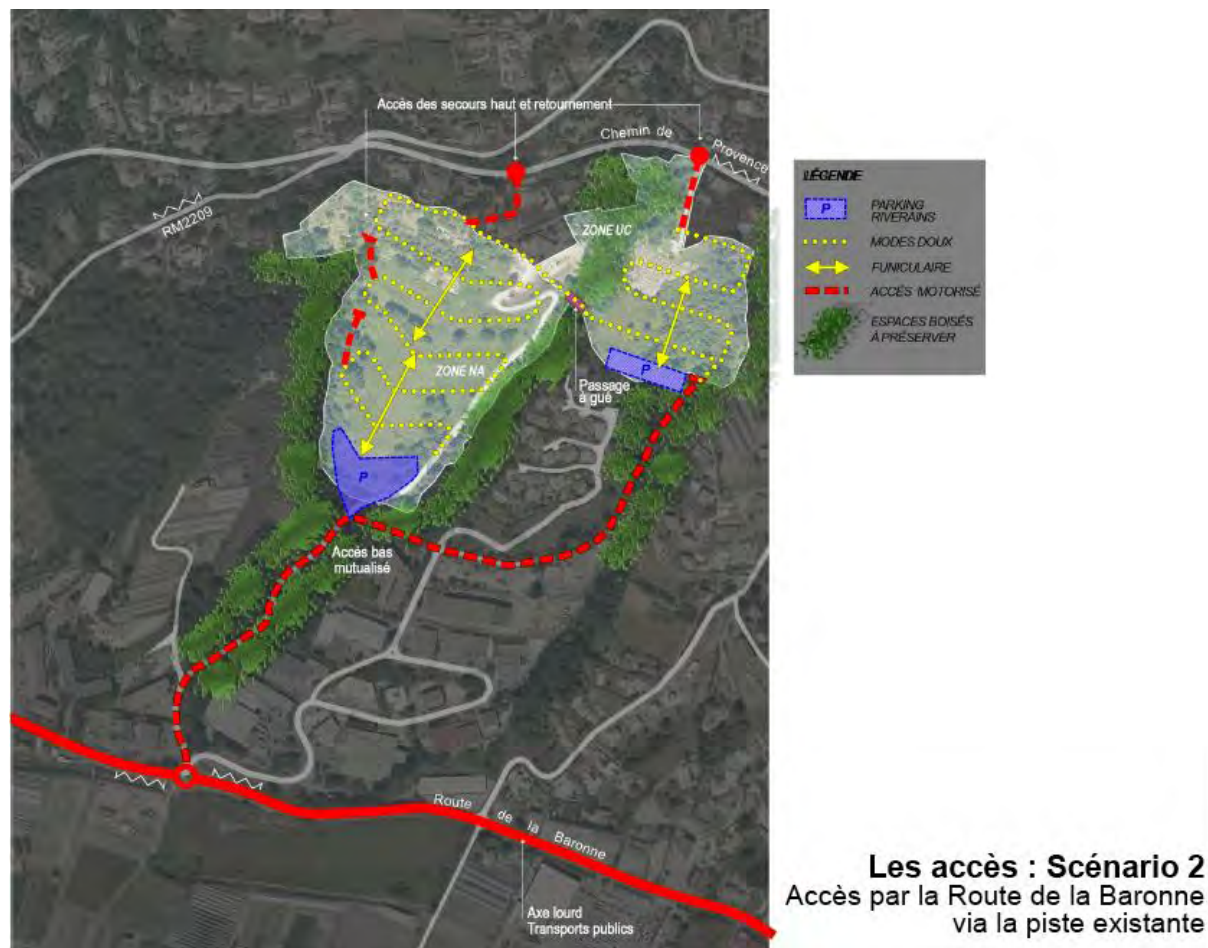 Accès des secours haut et retournement
Chemin de
Provence
RM2209
ZONE UC
ZONE NA
Passage
à gué
P
P
Accès bas
mutualisé
Route de la Baronne
Axe lourd
Transports publics
LÉGENDE
P
PARKING
RIVERAINS
MODES DOUX
FUNICULAIRE
ACCÉS MOTORISÉ
ESPACES BOISÉS
À PRÉSERVER
Les accès : Scénario 2
Accès par la Route de la Baronne
via la piste existante